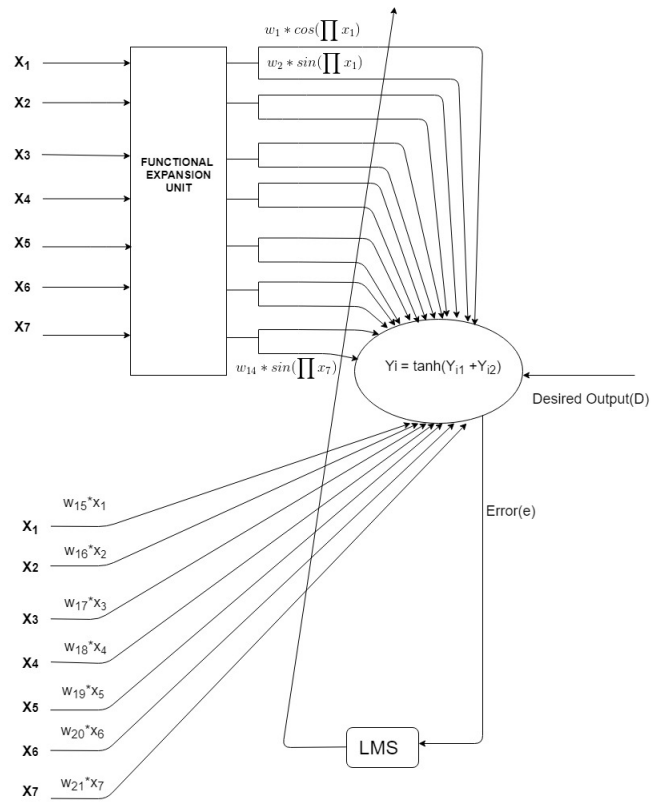 w₁ * cos(∏ x₁)
X₁
w₂ * sin(∏ x₁)
X₂
X₃
FUNCTIONAL
EXPANSION
UNIT
X₄
X₅
X₆
X₇
w₁₄ * sin(∏ x₇)
Yi = tanh(Yᵢ₁ +Yᵢ₂)
Desired Output(D)
w₁₅*x₁
X₁
Error(e)
w₁₆*x₂
X₂
w₁₇*x₃
X₃
w₁₈*x₄
X₄
w₁₉*x₅
X₅
w₂₀*x₆
X₆
LMS
w₂₁*x₇
X₇